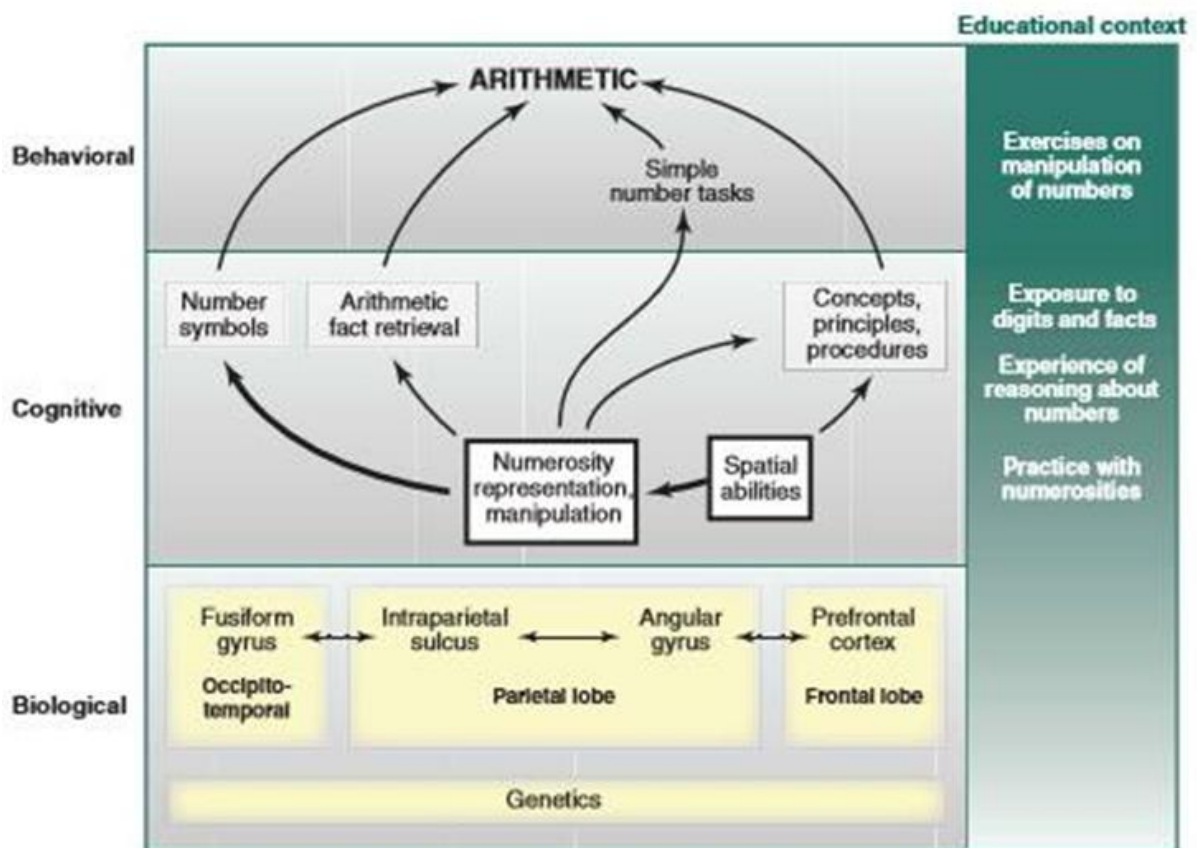 Educational context
ARITHMETIC
Behavioral
Simple
number tasks
Exercises on
manipulation
of numbers
Number
symbols
Arithmetic
fact retrieval
Concepts,
principles,
procedures
Exposure to
digits and facts
Cognitive
Experience of
reasoning about
numbers
Numerosity
representation,
manipulation
Spatial
abilities
Practice with
numerosities
Fusiform
gyrus
Intraparietal
sulcus
Angular
gyrus
Prefrontal
cortex
Biological
Occipito-
temporal
Parietal lobe
Frontal lobe
Genetics